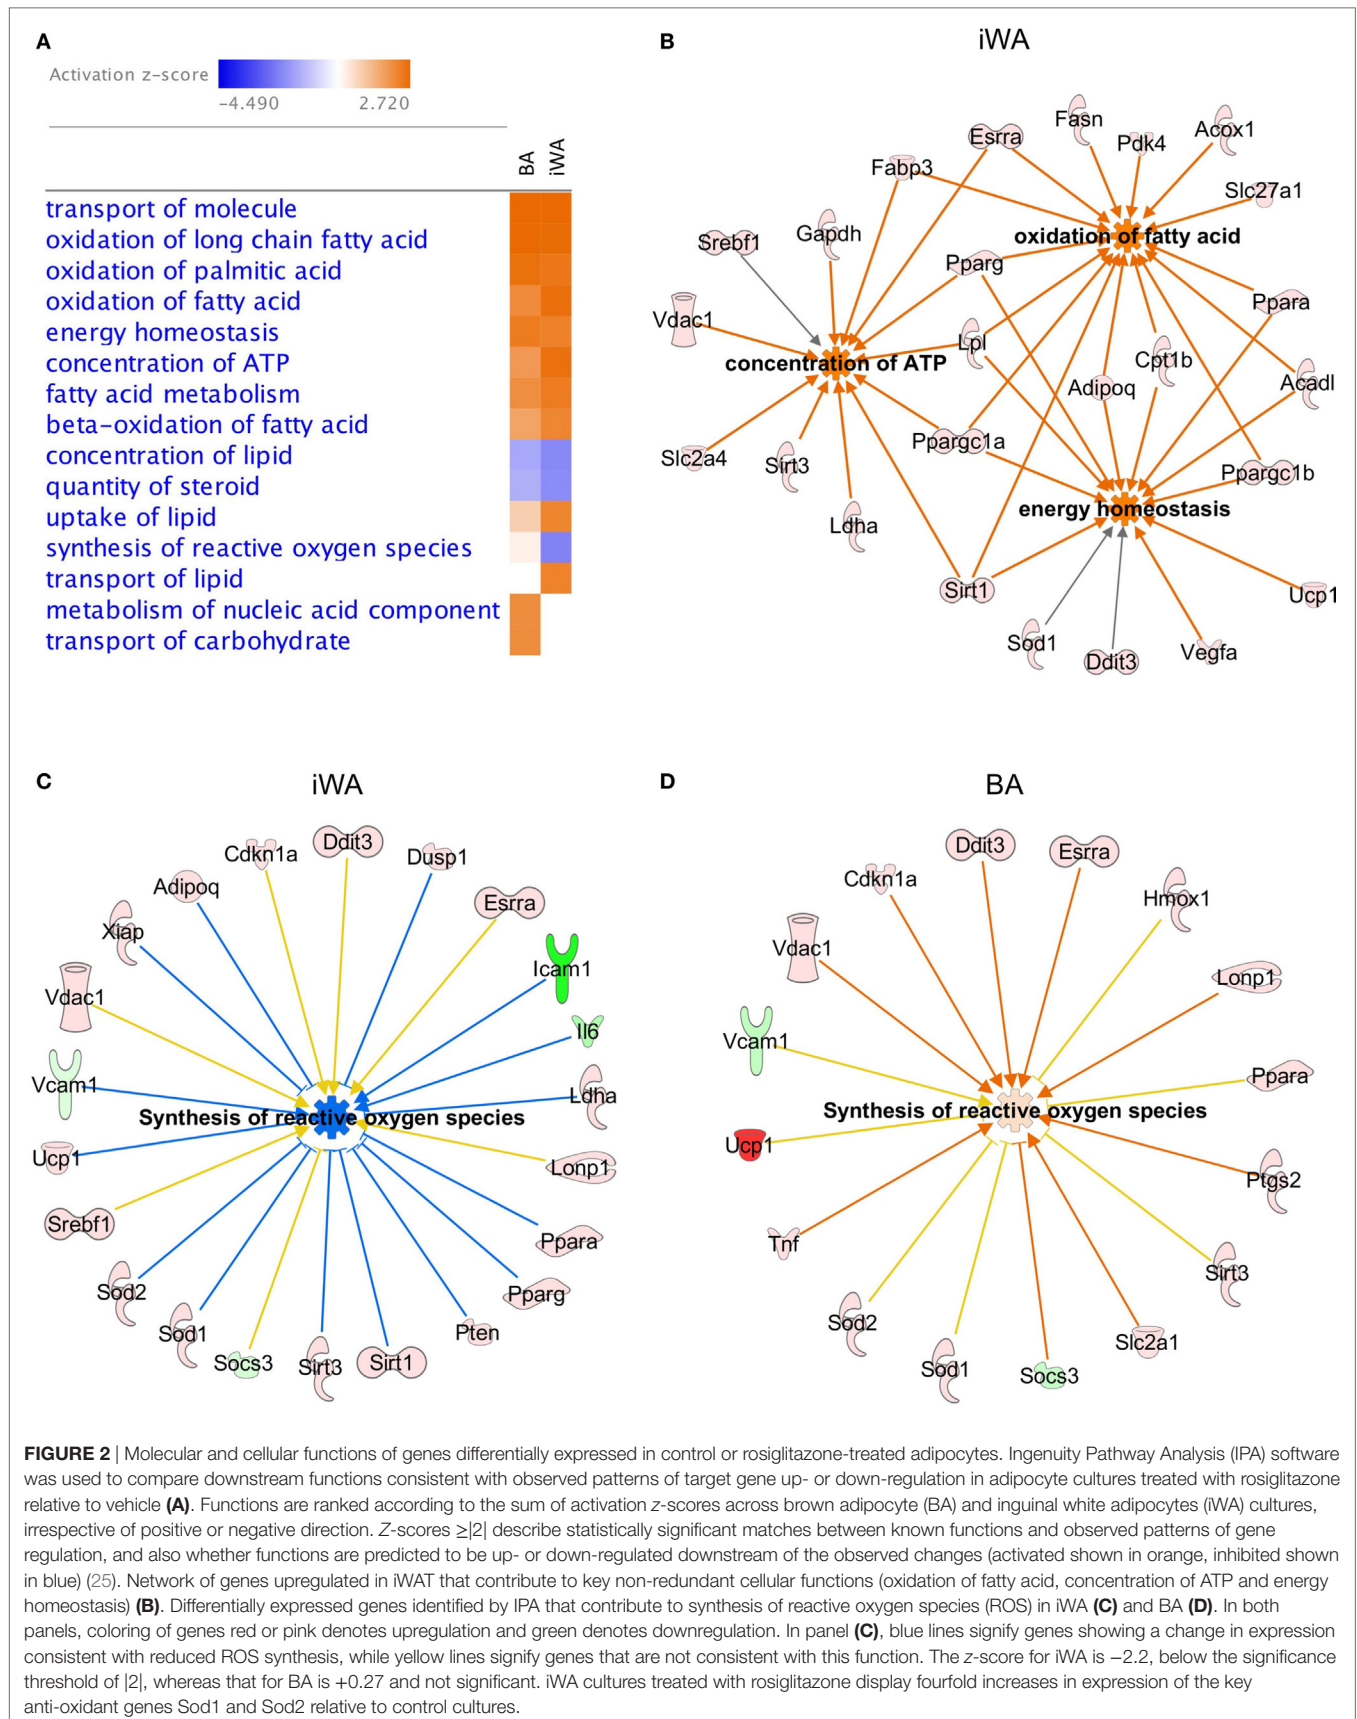 A
Activation z-score
-4.490 2.720
BA iWA
transport of molecule
oxidation of long chain fatty acid
oxidation of palmitic acid
oxidation of fatty acid
energy homeostasis
concentration of ATP
fatty acid metabolism
beta-oxidation of fatty acid
concentration of lipid
quantity of steroid
uptake of lipid
synthesis of reactive oxygen species
transport of lipid
metabolism of nucleic acid component
transport of carbohydrate
B
iWA
Fasn
Esrra
Pdk4
Acox1
Fabp3
Slc27a1
Srebf1
Gapdh
oxidation of fatty acid
Pparg
Ppara
Vdac1
Lpl
concentration of ATP
Cpt1b
Adipoq
Acadl
Slc2a4
Sirt3
Ppargc1a
Ppargc1b
Ldha
energy homeostasis
Sirt1
Ucp1
Sod1
Ddit3
Vegfa
C
iWA
Ddit3
Cdkn1a
Dusp1
Adipoq
Esrra
Xiap
Icam1
Vdac1
Il6
Vcam1
Ldha
Synthesis of reactive oxygen species
Ucp1
Lonp1
Srebf1
Ppara
Sod2
Pparg
Sod1
Pten
Socs3
Sirt3
Sirt1
D
BA
Ddit3
Esrra
Cdkn1a
Hmox1
Vdac1
Lonp1
Vcam1
Ppara
Synthesis of reactive oxygen species
Ucp1
Ptgs2
Tnf
Sirt3
Sod2
Slc2a1
Sod1
Socs3
FIGURE 2 | Molecular and cellular functions of genes differentially expressed in control or rosiglitazone-treated adipocytes. Ingenuity Pathway Analysis (IPA) software
was used to compare downstream functions consistent with observed patterns of target gene up- or down-regulation in adipocyte cultures treated with rosiglitazone
relative to vehicle (A). Functions are ranked according to the sum of activation z-scores across brown adipocyte (BA) and inguinal white adipocytes (iWA) cultures,
irrespective of positive or negative direction. Z-scores ≥|2| describe statistically significant matches between known functions and observed patterns of gene
regulation, and also whether functions are predicted to be up- or down-regulated downstream of the observed changes (activated shown in orange, inhibited shown
in blue) (25). Network of genes upregulated in iWAT that contribute to key non-redundant cellular functions (oxidation of fatty acid, concentration of ATP and energy
homeostasis) (B). Differentially expressed genes identified by IPA that contribute to synthesis of reactive oxygen species (ROS) in iWA (C) and BA (D). In both
panels, coloring of genes red or pink denotes upregulation and green denotes downregulation. In panel (C), blue lines signify genes showing a change in expression
consistent with reduced ROS synthesis, while yellow lines signify genes that are not consistent with this function. The z-score for iWA is −2.2, below the significance
threshold of |2|, whereas that for BA is +0.27 and not significant. iWA cultures treated with rosiglitazone display fourfold increases in expression of the key
anti-oxidant genes Sod1 and Sod2 relative to control cultures.